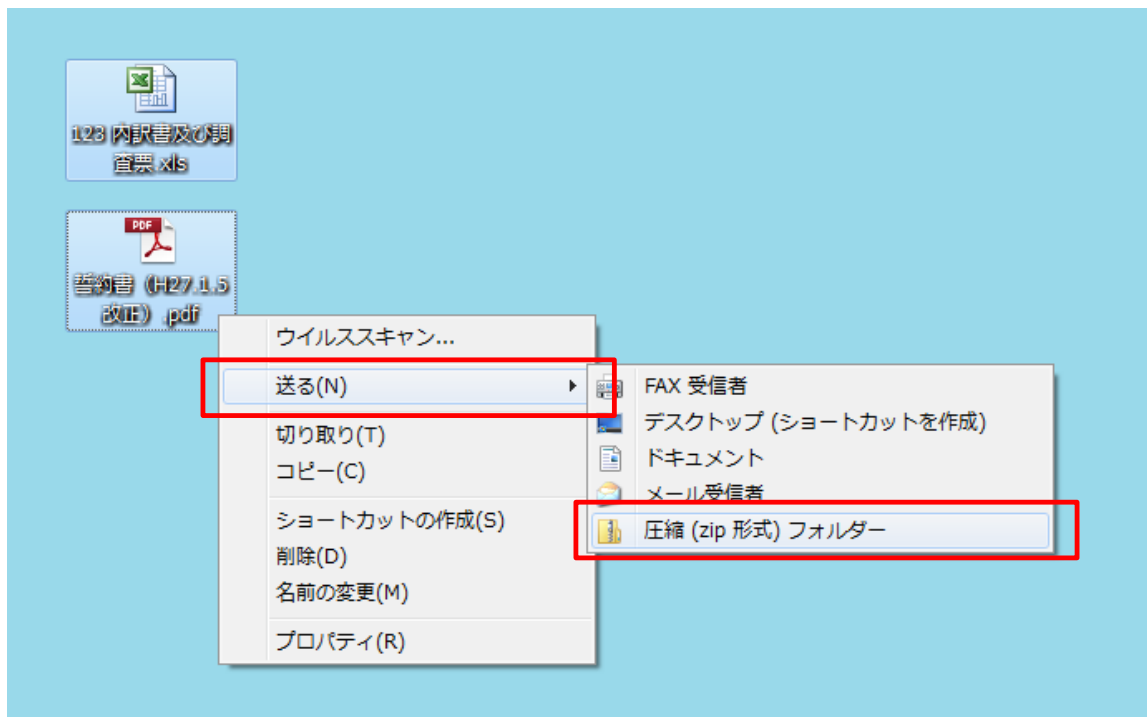 123 内訳書及び調
査票.xls
PDF
誓約書（H27.1.5
改正）.pdf
ウイルススキャン...
送る(N)
切り取り(T)
コピー(C)
ショートカットの作成(S)
削除(D)
名前の変更(M)
プロパティ(R)
FAX 受信者
デスクトップ (ショートカットを作成)
ドキュメント
メール受信者
圧縮 (zip 形式) フォルダー